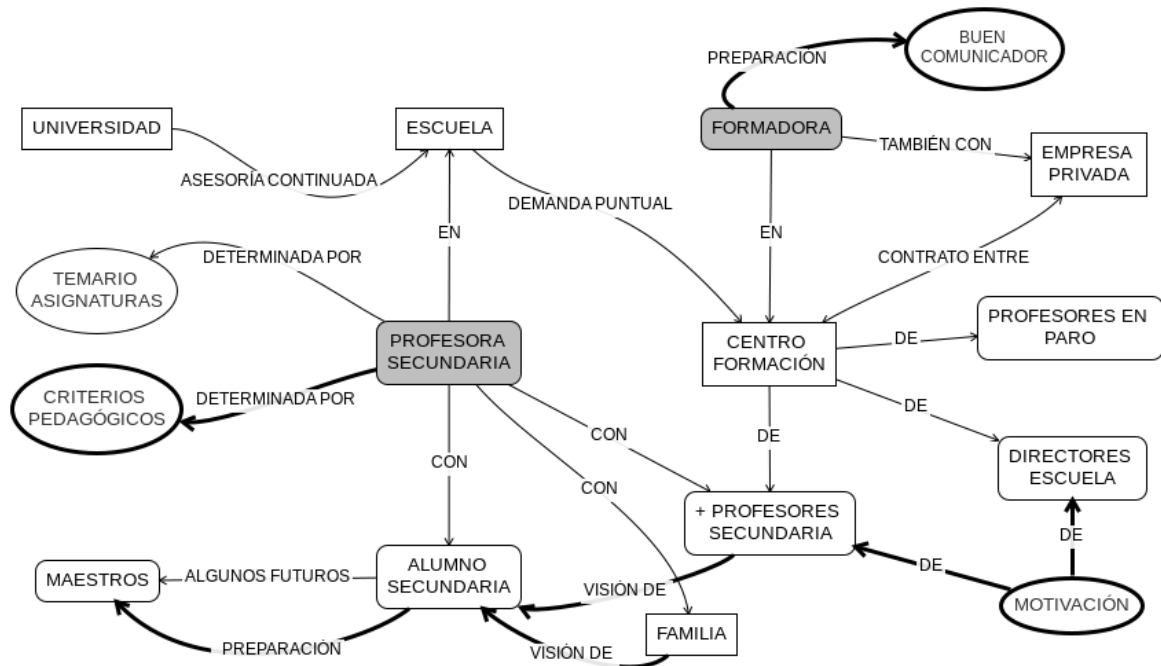 BUEN
COMUNICADOR
PREPARACIÓN
UNIVERSIDAD
ESCUELA
FORMADORA
TAMBIÉN CON
EMPRESA
PRIVADA
ASESORÍA CONTINUADA
DEMANDA PUNTUAL
EN
EN
DETERMINADA POR
CONTRATO ENTRE
TEMARIO
ASIGNATURAS
PROFESORA
SECUNDARIA
CENTRO
FORMACIÓN
DE
PROFESORES EN
PARO
CRITERIOS
PEDAGÓGICOS
DETERMINADA POR
DE
CON
DE
CON
CON
DIRECTORES
ESCUELA
+ PROFESORES
SECUNDARIA
DE
MAESTROS
ALGUNOS FUTUROS
ALUMNO
SECUNDARIA
VISIÓN DE
DE
MOTIVACIÓN
PREPARACIÓN
VISIÓN DE
FAMILIA